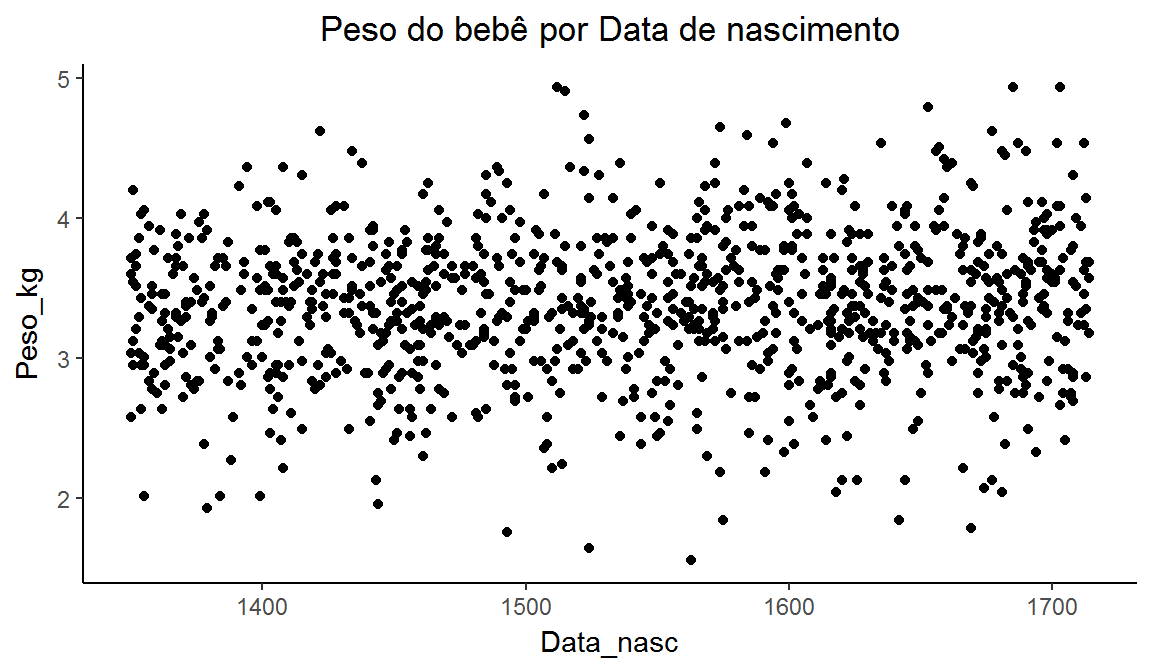 Peso do bebê por Data de nascimento
5
4
3
2
Peso_kg
1400 1500 1600 1700
Data_nasc